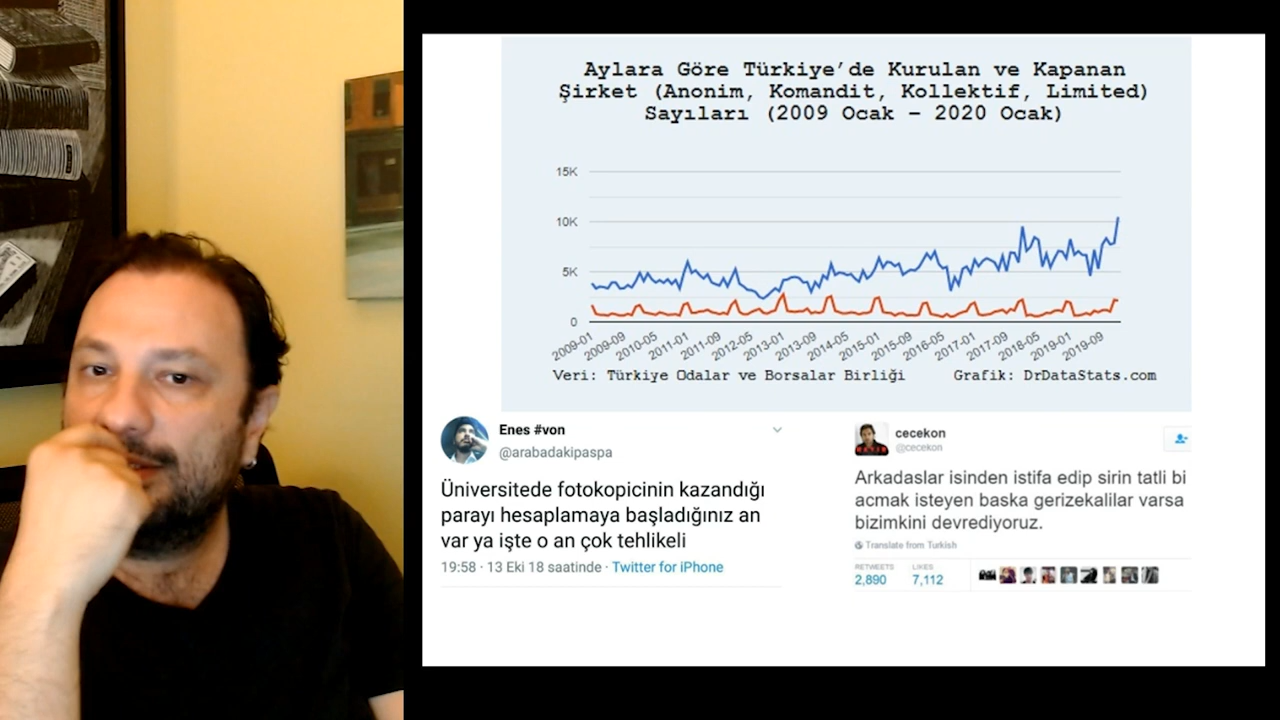 Aylara Göre Türkiye’de Kurulan ve Kapanan
Şirket (Anonim, Komandit, Kollektif, Limited)
Sayıları (2009 Ocak – 2020 Ocak)
15K
10K
5K
0
2009-01 2009-09 2010-05 2011-01 2011-09 2012-05 2013-01 2013-09 2014-05 2015-01 2015-09 2016-05 2017-01 2017-09 2018-05 2019-01 2019-09
Veri: Türkiye Odalar ve Borsalar Birliği Grafik: DrDataStats.com
Enes #von
@arabadakipaspa
Üniversitede fotokopicinin kazandığı
parayı hesaplamaya başladığınız an
var ya işte o an çok tehlikeli
19:58 · 13 Eki 18 saatinde · Twitter for iPhone
cecekon
@cecekon
Arkadaslar isinden istifa edip sirin tatli bi
acmak isteyen baska gerizekalilar varsa
bizimkini devrediyoruz.
Translate from Turkish
RETWEETS LIKES
2,890 7,112